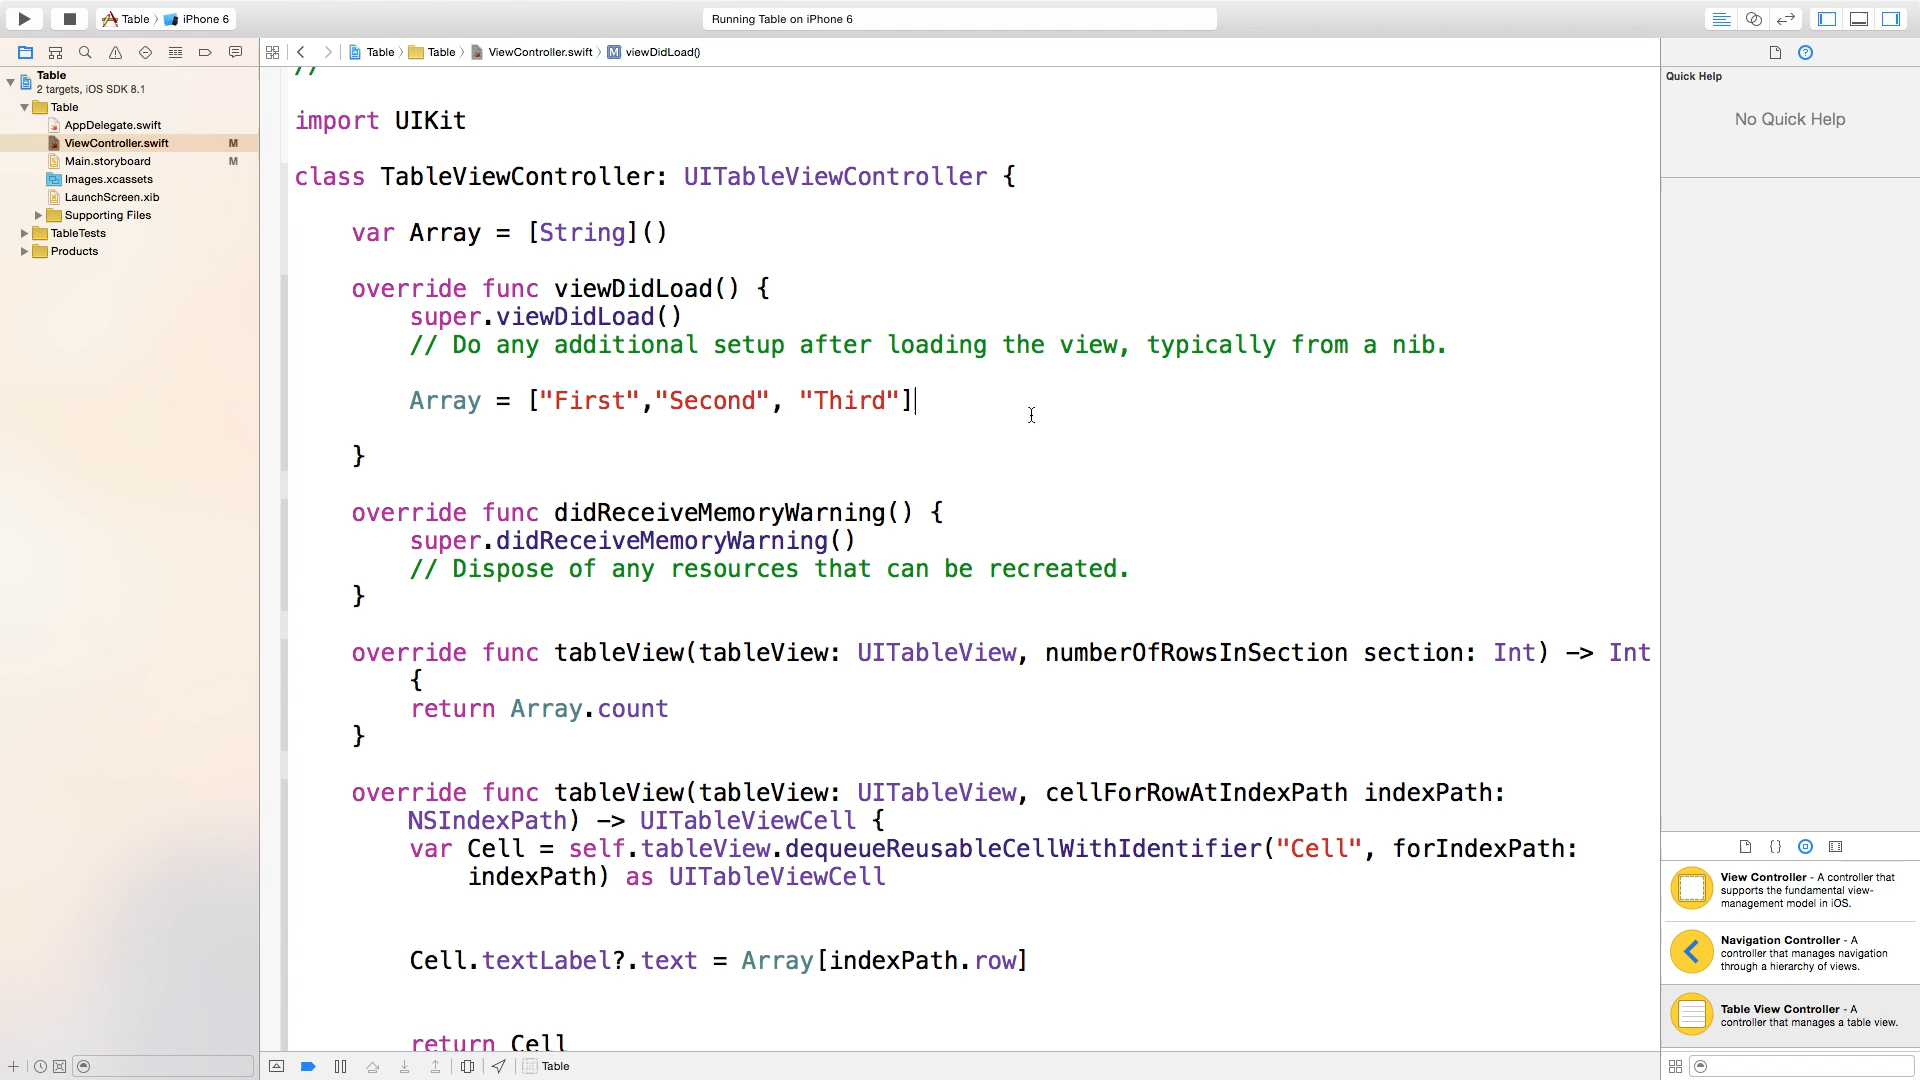 Table
iPhone 6
Running Table on iPhone 6
Table
Table
ViewController.swift
M
viewDidLoad()
Table
2 targets, iOS SDK 8.1
Table
AppDelegate.swift
ViewController.swift
M
Main.storyboard
M
Images.xcassets
LaunchScreen.xib
Supporting Files
TableTests
Products
//
import UIKit
class TableViewController: UITableViewController {
var Array = [String]()
override func viewDidLoad() {
super.viewDidLoad()
// Do any additional setup after loading the view, typically from a nib.
Array = ["First","Second", "Third"]
}
override func didReceiveMemoryWarning() {
super.didReceiveMemoryWarning()
// Dispose of any resources that can be recreated.
}
override func tableView(tableView: UITableView, numberOfRowsInSection section: Int) -> Int
{
return Array.count
}
override func tableView(tableView: UITableView, cellForRowAtIndexPath indexPath:
NSIndexPath) -> UITableViewCell {
var Cell = self.tableView.dequeueReusableCellWithIdentifier("Cell", forIndexPath:
indexPath) as UITableViewCell
Cell.textLabel?.text = Array[indexPath.row]
return Cell
Table
Quick Help
No Quick Help
{}
View Controller - A controller that
supports the fundamental view-
management model in iOS.
Navigation Controller - A
controller that manages navigation
through a hierarchy of views.
Table View Controller - A
controller that manages a table view.